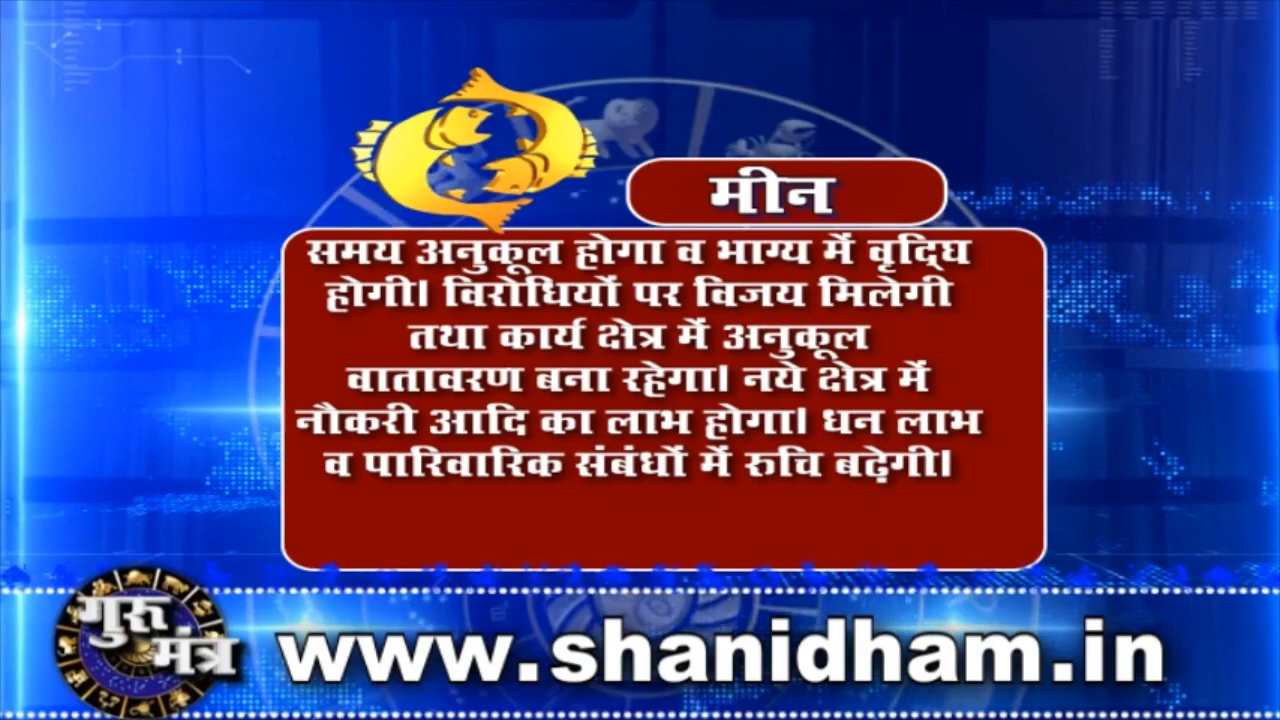 मीन
समय अनुकूल होगा व भाग्य में वृद्धि
होगी। विरोधियों पर विजय मिलेगी
तथा कार्य क्षेत्र में अनुकूल
वातावरण बना रहेगा। नये क्षेत्र में
नौकरी आदि का लाभ होगा। धन लाभ
व पारिवारिक संबंधों में रुचि बढ़ेगी।
गुरु
मंत्र
www.shanidham.in